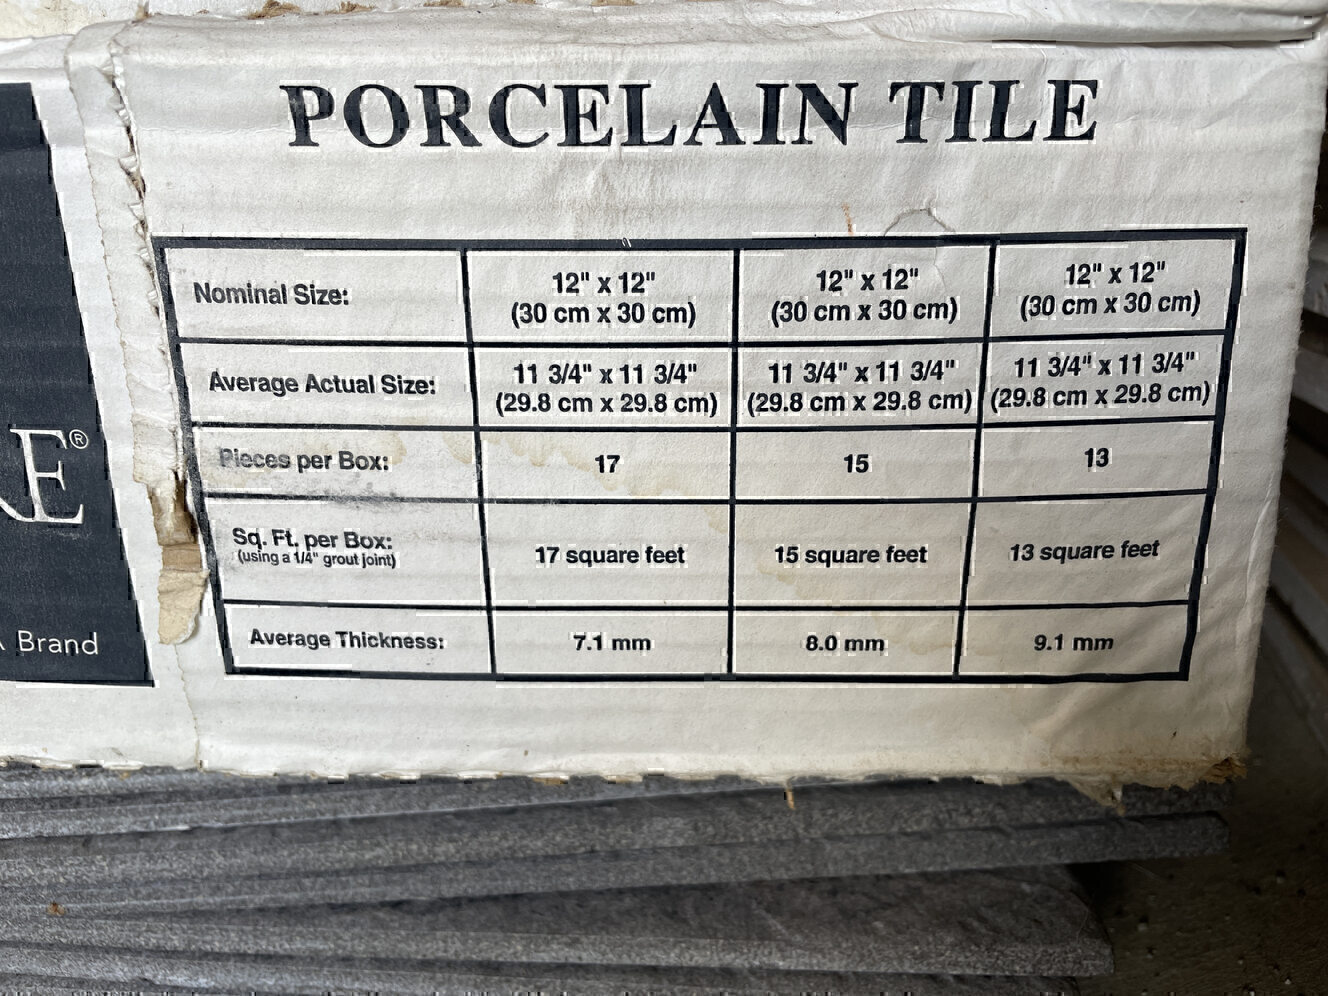 PORCELAIN TILE
Nominal Size: 12" x 12" (30 cm x 30 cm) 12" x 12" (30 cm x 30 cm) 12" x 12" (30 cm x 30 cm)
Average Actual Size: 11 3/4" x 11 3/4" (29.8 cm x 29.8 cm) 11 3/4" x 11 3/4" (29.8 cm x 29.8 cm) 11 3/4" x 11 3/4" (29.8 cm x 29.8 cm)
Pieces per Box: 17 15 13
Sq. Ft. per Box: (using a 1/4" grout joint) 17 square feet 15 square feet 13 square feet
Average Thickness: 7.1 mm 8.0 mm 9.1 mm
E®
Brand